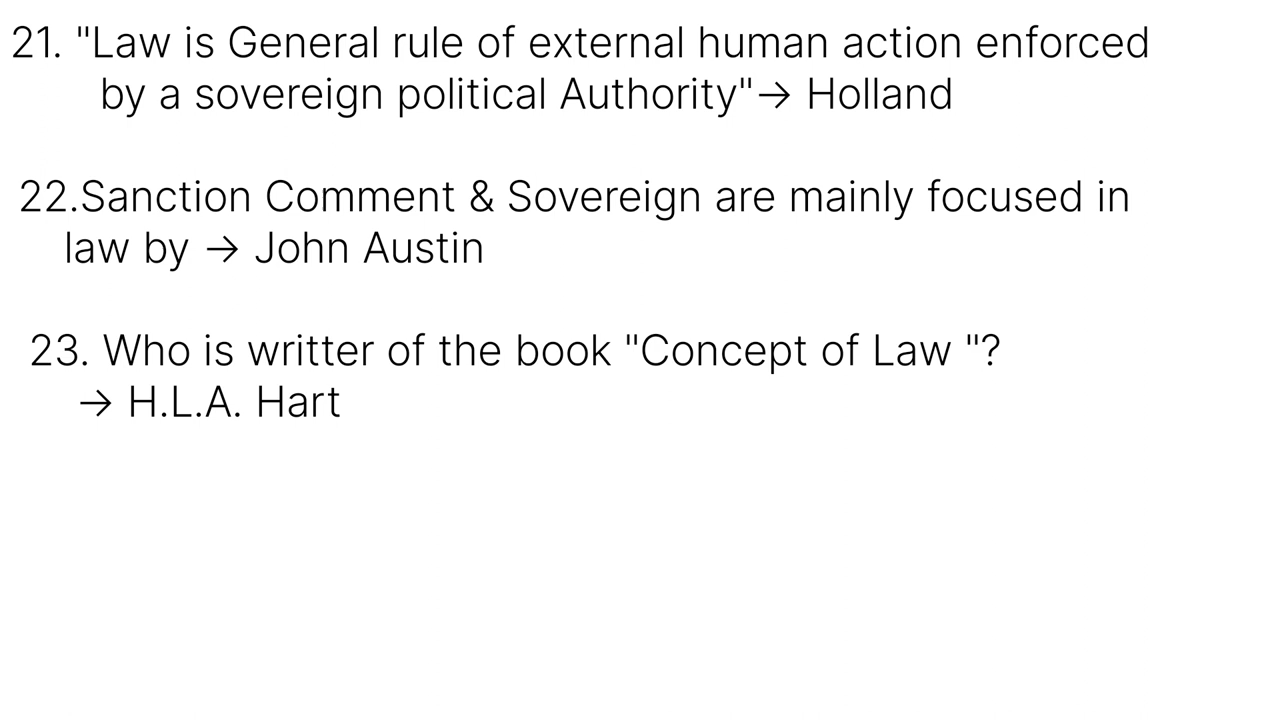 21. "Law is General rule of external human action enforced
by a sovereign political Authority"→ Holland
22.Sanction Comment & Sovereign are mainly focused in
law by → John Austin
23. Who is writter of the book "Concept of Law "?
→ H.L.A. Hart